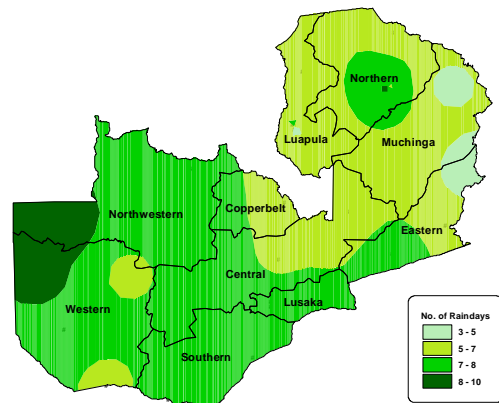 Northern
Luapula
Muchinga
Northwestern
Copperbelt
Eastern
Central
Lusaka
Western
Southern
No. of Raindays
3 - 5
5 - 7
7 - 8
8 - 10